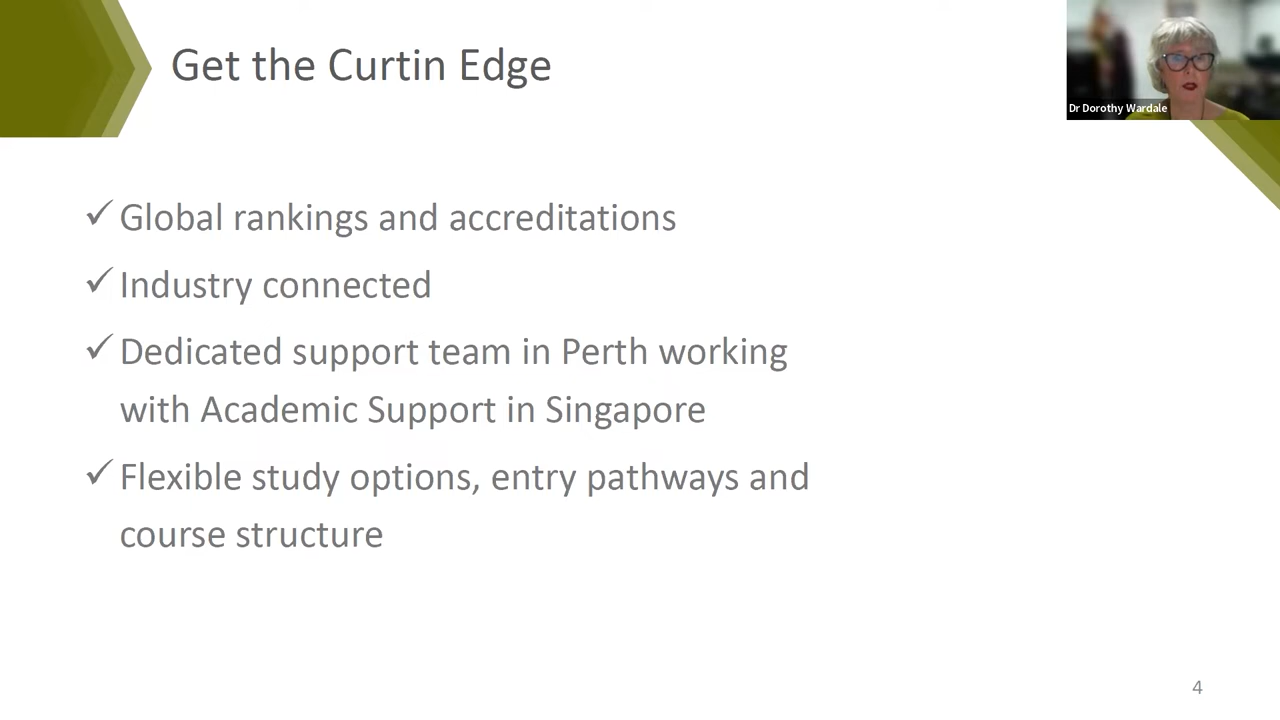 Get the Curtin Edge
Dr Dorothy Wardale
✓ Global rankings and accreditations
✓ Industry connected
✓ Dedicated support team in Perth working
with Academic Support in Singapore
✓ Flexible study options, entry pathways and
course structure
4